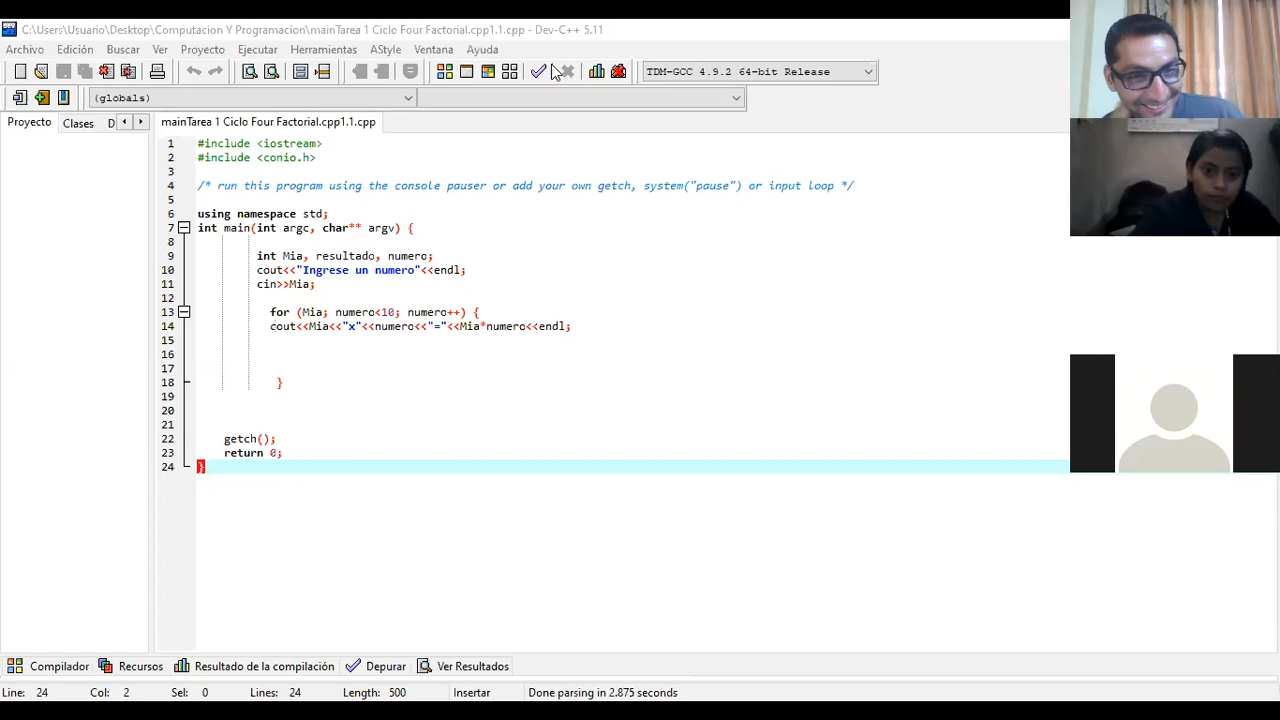 C:\Users\Usuario\Desktop\Computacion Y Programacion\mainTarea 1 Ciclo Four Factorial.cpp1.1.cpp - Dev-C++ 5.11
Archivo Edición Buscar Ver Proyecto Ejecutar Herramientas AStyle Ventana Ayuda
TDM-GCC 4.9.2 64-bit Release
(globals)
Proyecto Clases D
mainTarea 1 Ciclo Four Factorial.cpp1.1.cpp
1 #include <iostream>
2 #include <conio.h>
3
4 /* run this program using the console pauser or add your own getch, system("pause") or input loop */
5
6 using namespace std;
7 int main(int argc, char** argv) {
8
9 int Mia, resultado, numero;
10 cout<<"Ingrese un numero"<<endl;
11 cin>>Mia;
12
13 for (Mia; numero<10; numero++) {
14 cout<<Mia<<"x"<<numero<<"="<<Mia*numero<<endl;
15
16
17
18 }
19
20
21
22 getch();
23 return 0;
24 }
Compilador Recursos Resultado de la compilación Depurar Ver Resultados
Line: 24 Col: 2 Sel: 0 Lines: 24 Length: 500 Insertar Done parsing in 2.875 seconds